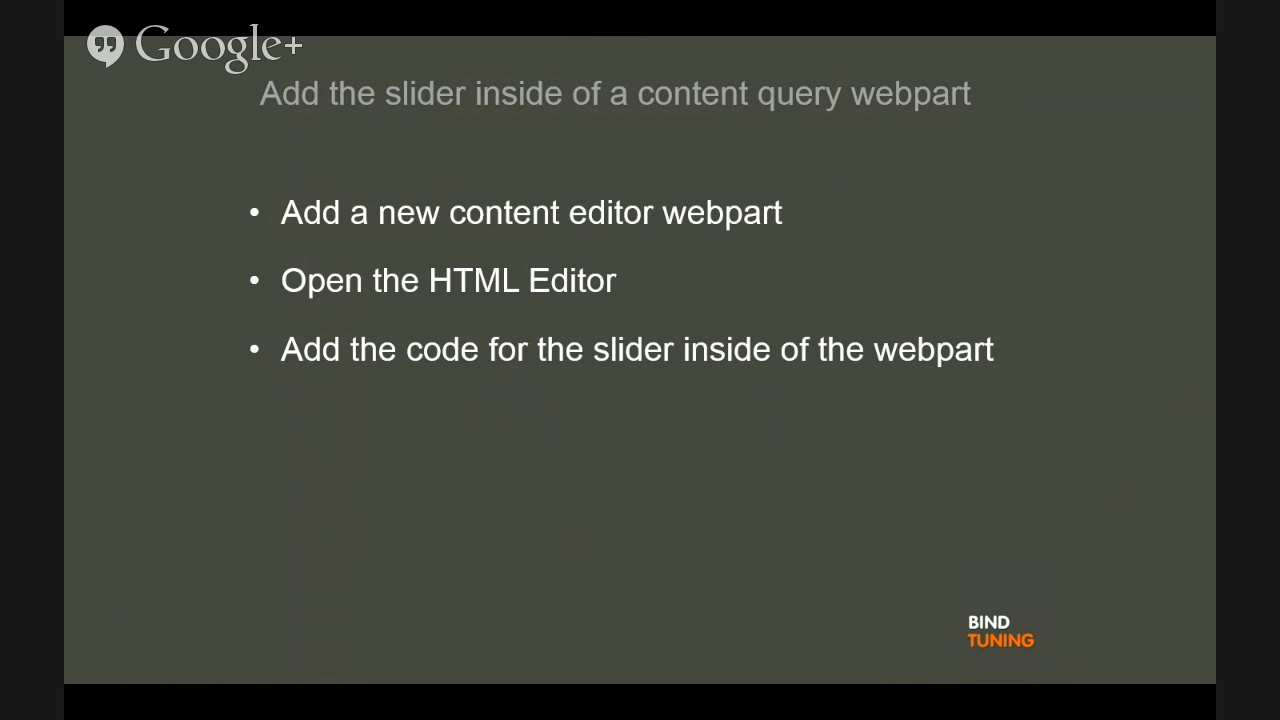 Google+
Add the slider inside of a content query webpart
• Add a new content editor webpart
• Open the HTML Editor
• Add the code for the slider inside of the webpart
BIND
TUNING